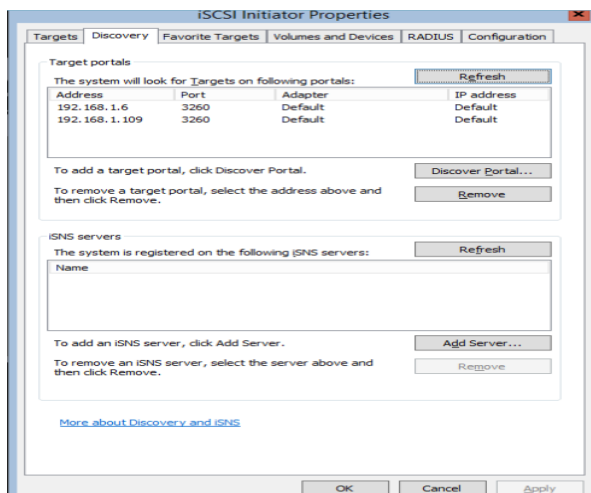 iSCSI Initiator Properties
Targets Discovery Favorite Targets Volumes and Devices RADIUS Configuration
Target portals
The system will look for Targets on following portals:
Refresh
Address Port Adapter IP address
192.168.1.6 3260 Default Default
192.168.1.109 3260 Default Default
To add a target portal, click Discover Portal.
Discover Portal...
To remove a target portal, select the address above and
then click Remove.
Remove
iSNS servers
The system is registered on the following iSNS servers:
Refresh
Name
To add an iSNS server, click Add Server.
Add Server...
To remove an iSNS server, select the server above and
then click Remove.
Remove
More about Discovery and iSNS
OK Cancel Apply